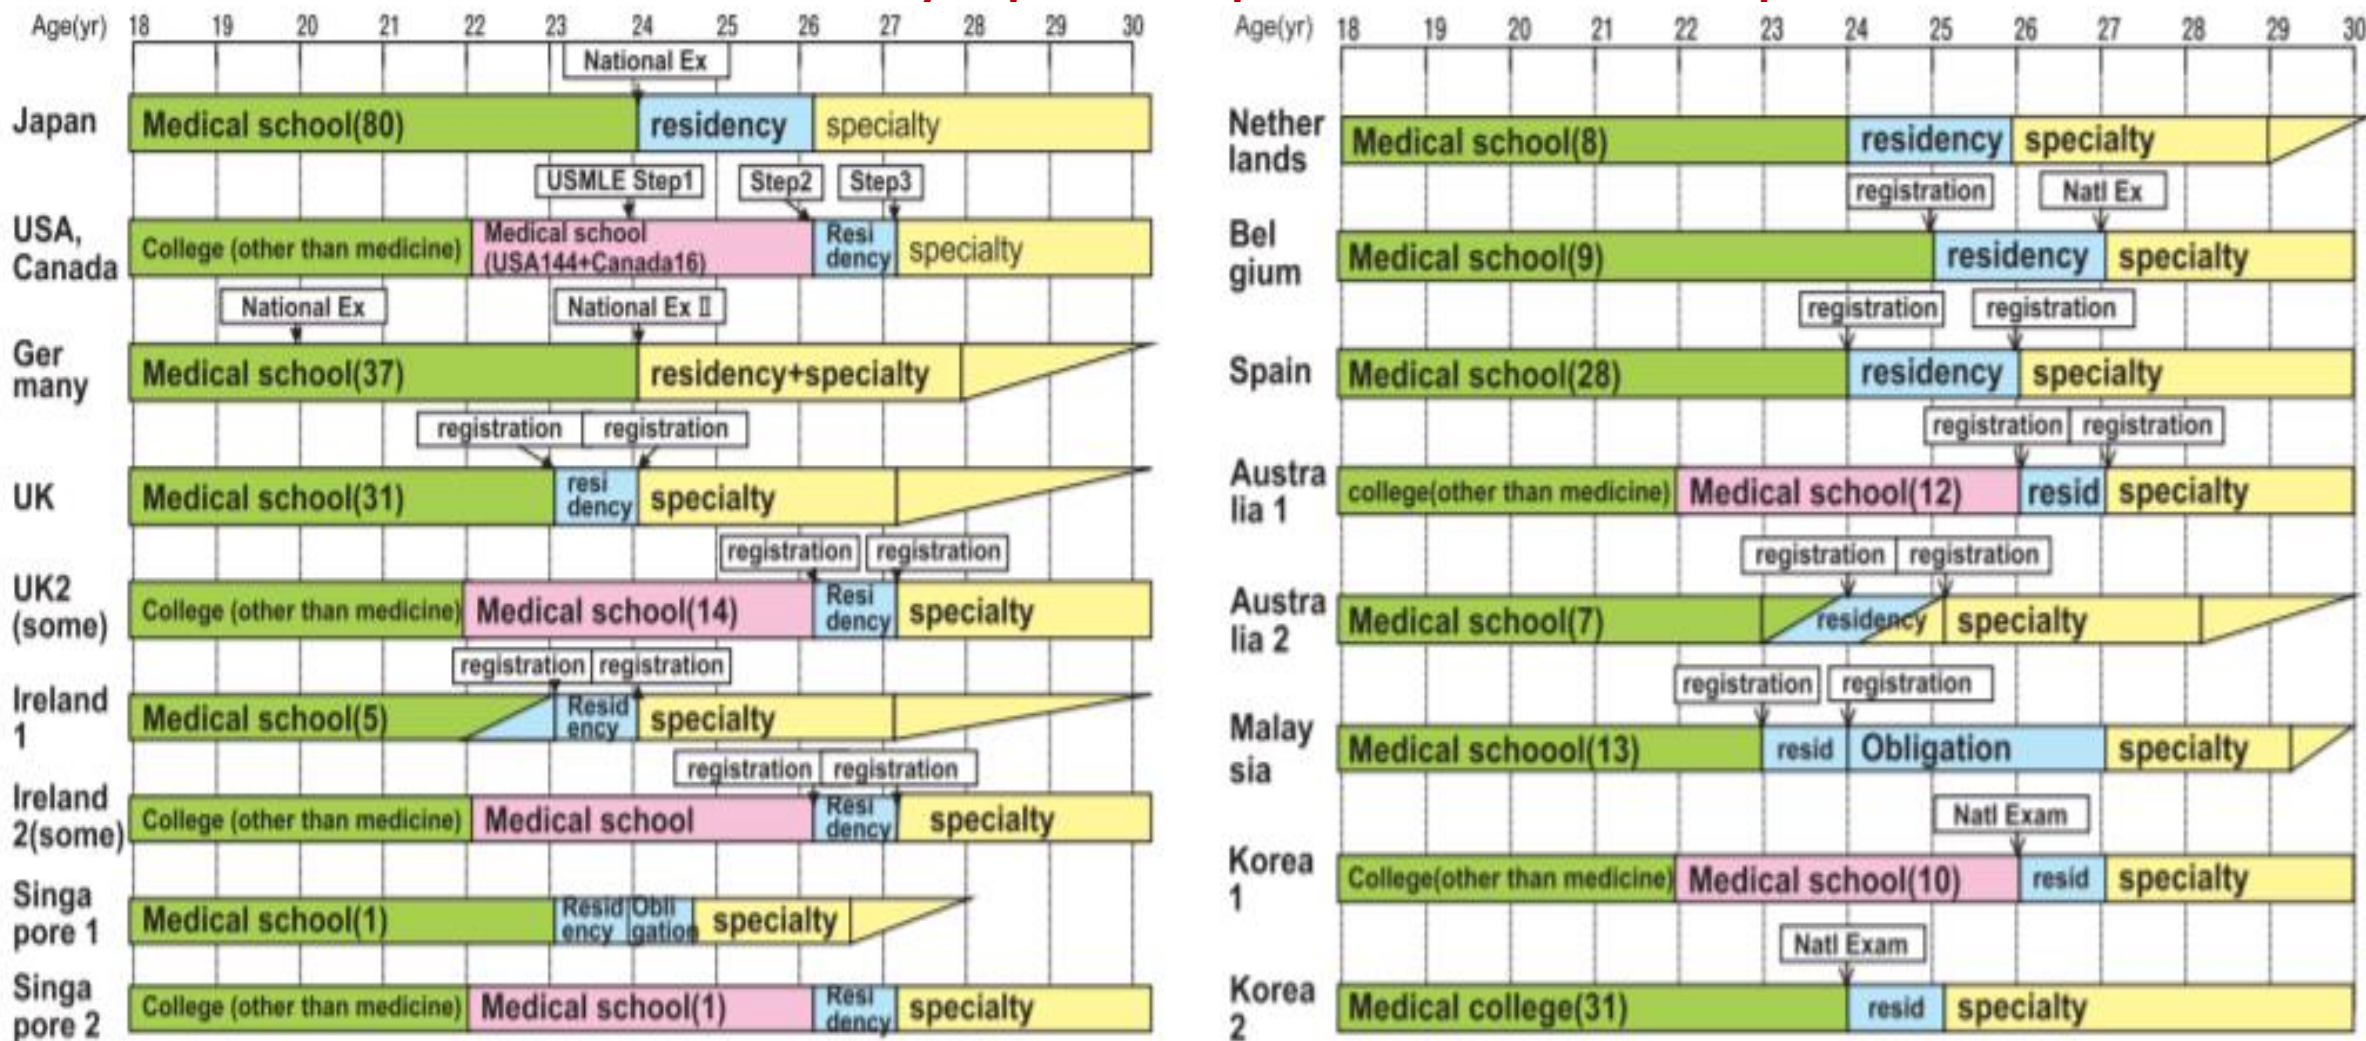 Age(yr) 18 19 20 21 22 23 24 25 26 27 28 29 30
National Ex
Japan Medical school(80) residency specialty
USMLE Step1 Step2 Step3
USA, Canada College (other than medicine) Medical school (USA144+Canada16) Resi dency specialty
National Ex National Ex Ⅱ
Ger many Medical school(37) residency+specialty
registration registration
UK Medical school(31) resi dency specialty
registration registration
UK2 (some) College (other than medicine) Medical school(14) Resi dency specialty
registration registration
Ireland 1 Medical school(5) Resid ency specialty
registration registration
Ireland 2(some) College (other than medicine) Medical school Resi dency specialty
Singa pore 1 Medical school(1) Resid ency Obli gation specialty
Singa pore 2 College (other than medicine) Medical school(1) Resi dency specialty
Age(yr) 18 19 20 21 22 23 24 25 26 27 28 29 30
Nether lands Medical school(8) residency specialty
registration Natl Ex
Bel gium Medical school(9) residency specialty
registration registration
Spain Medical school(28) residency specialty
registration registration
Austra lia 1 college(other than medicine) Medical school(12) resid specialty
registration registration
Austra lia 2 Medical school(7) residency specialty
registration registration
Malay sia Medical schoool(13) resid Obligation specialty
Natl Exam
Korea 1 College(other than medicine) Medical school(10) resid specialty
Natl Exam
Korea 2 Medical college(31) resid specialty